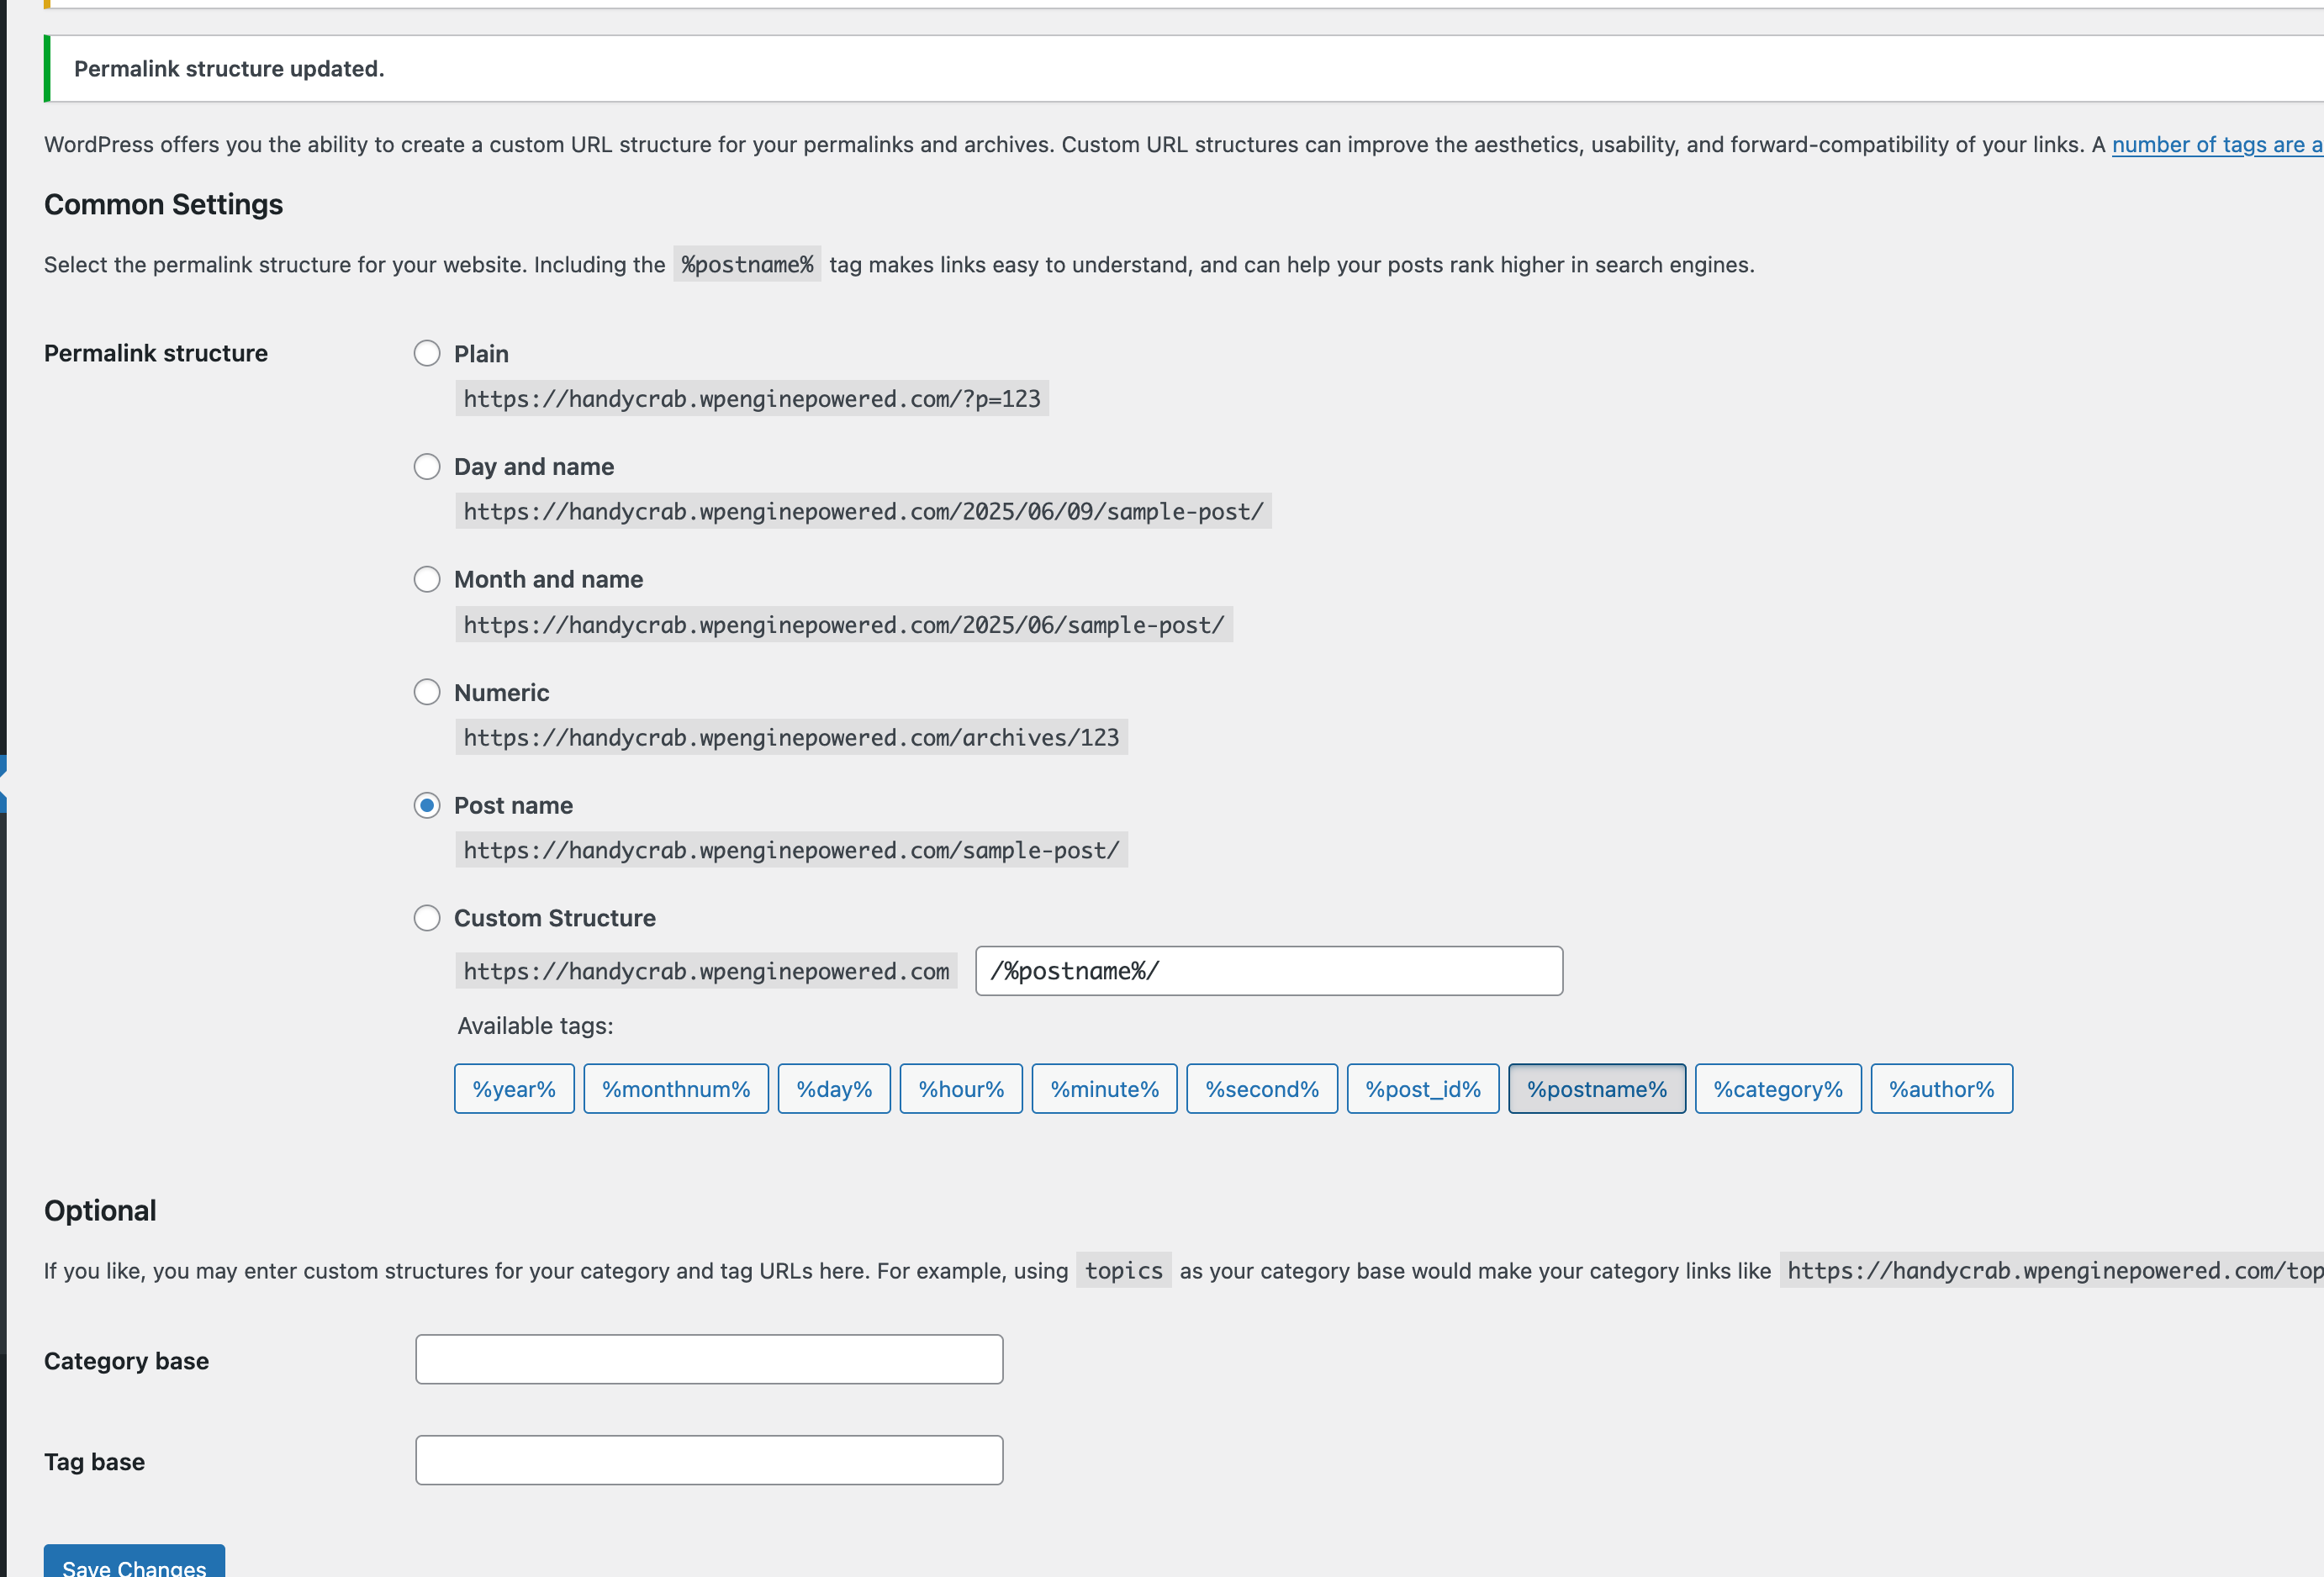 Permalink structure updated.
WordPress offers you the ability to create a custom URL structure for your permalinks and archives. Custom URL structures can improve the aesthetics, usability, and forward-compatibility of your links. A number of tags are a
Common Settings
Select the permalink structure for your website. Including the %postname% tag makes links easy to understand, and can help your posts rank higher in search engines.
Permalink structure
Plain
https://handycrab.wpenginepowered.com/?p=123
Day and name
https://handycrab.wpenginepowered.com/2025/06/09/sample-post/
Month and name
https://handycrab.wpenginepowered.com/2025/06/sample-post/
Numeric
https://handycrab.wpenginepowered.com/archives/123
Post name
https://handycrab.wpenginepowered.com/sample-post/
Custom Structure
https://handycrab.wpenginepowered.com /%postname%/
Available tags:
%year% %monthnum% %day% %hour% %minute% %second% %post_id% %postname% %category% %author%
Optional
If you like, you may enter custom structures for your category and tag URLs here. For example, using topics as your category base would make your category links like https://handycrab.wpenginepowered.com/top
Category base
Tag base
Save Changes